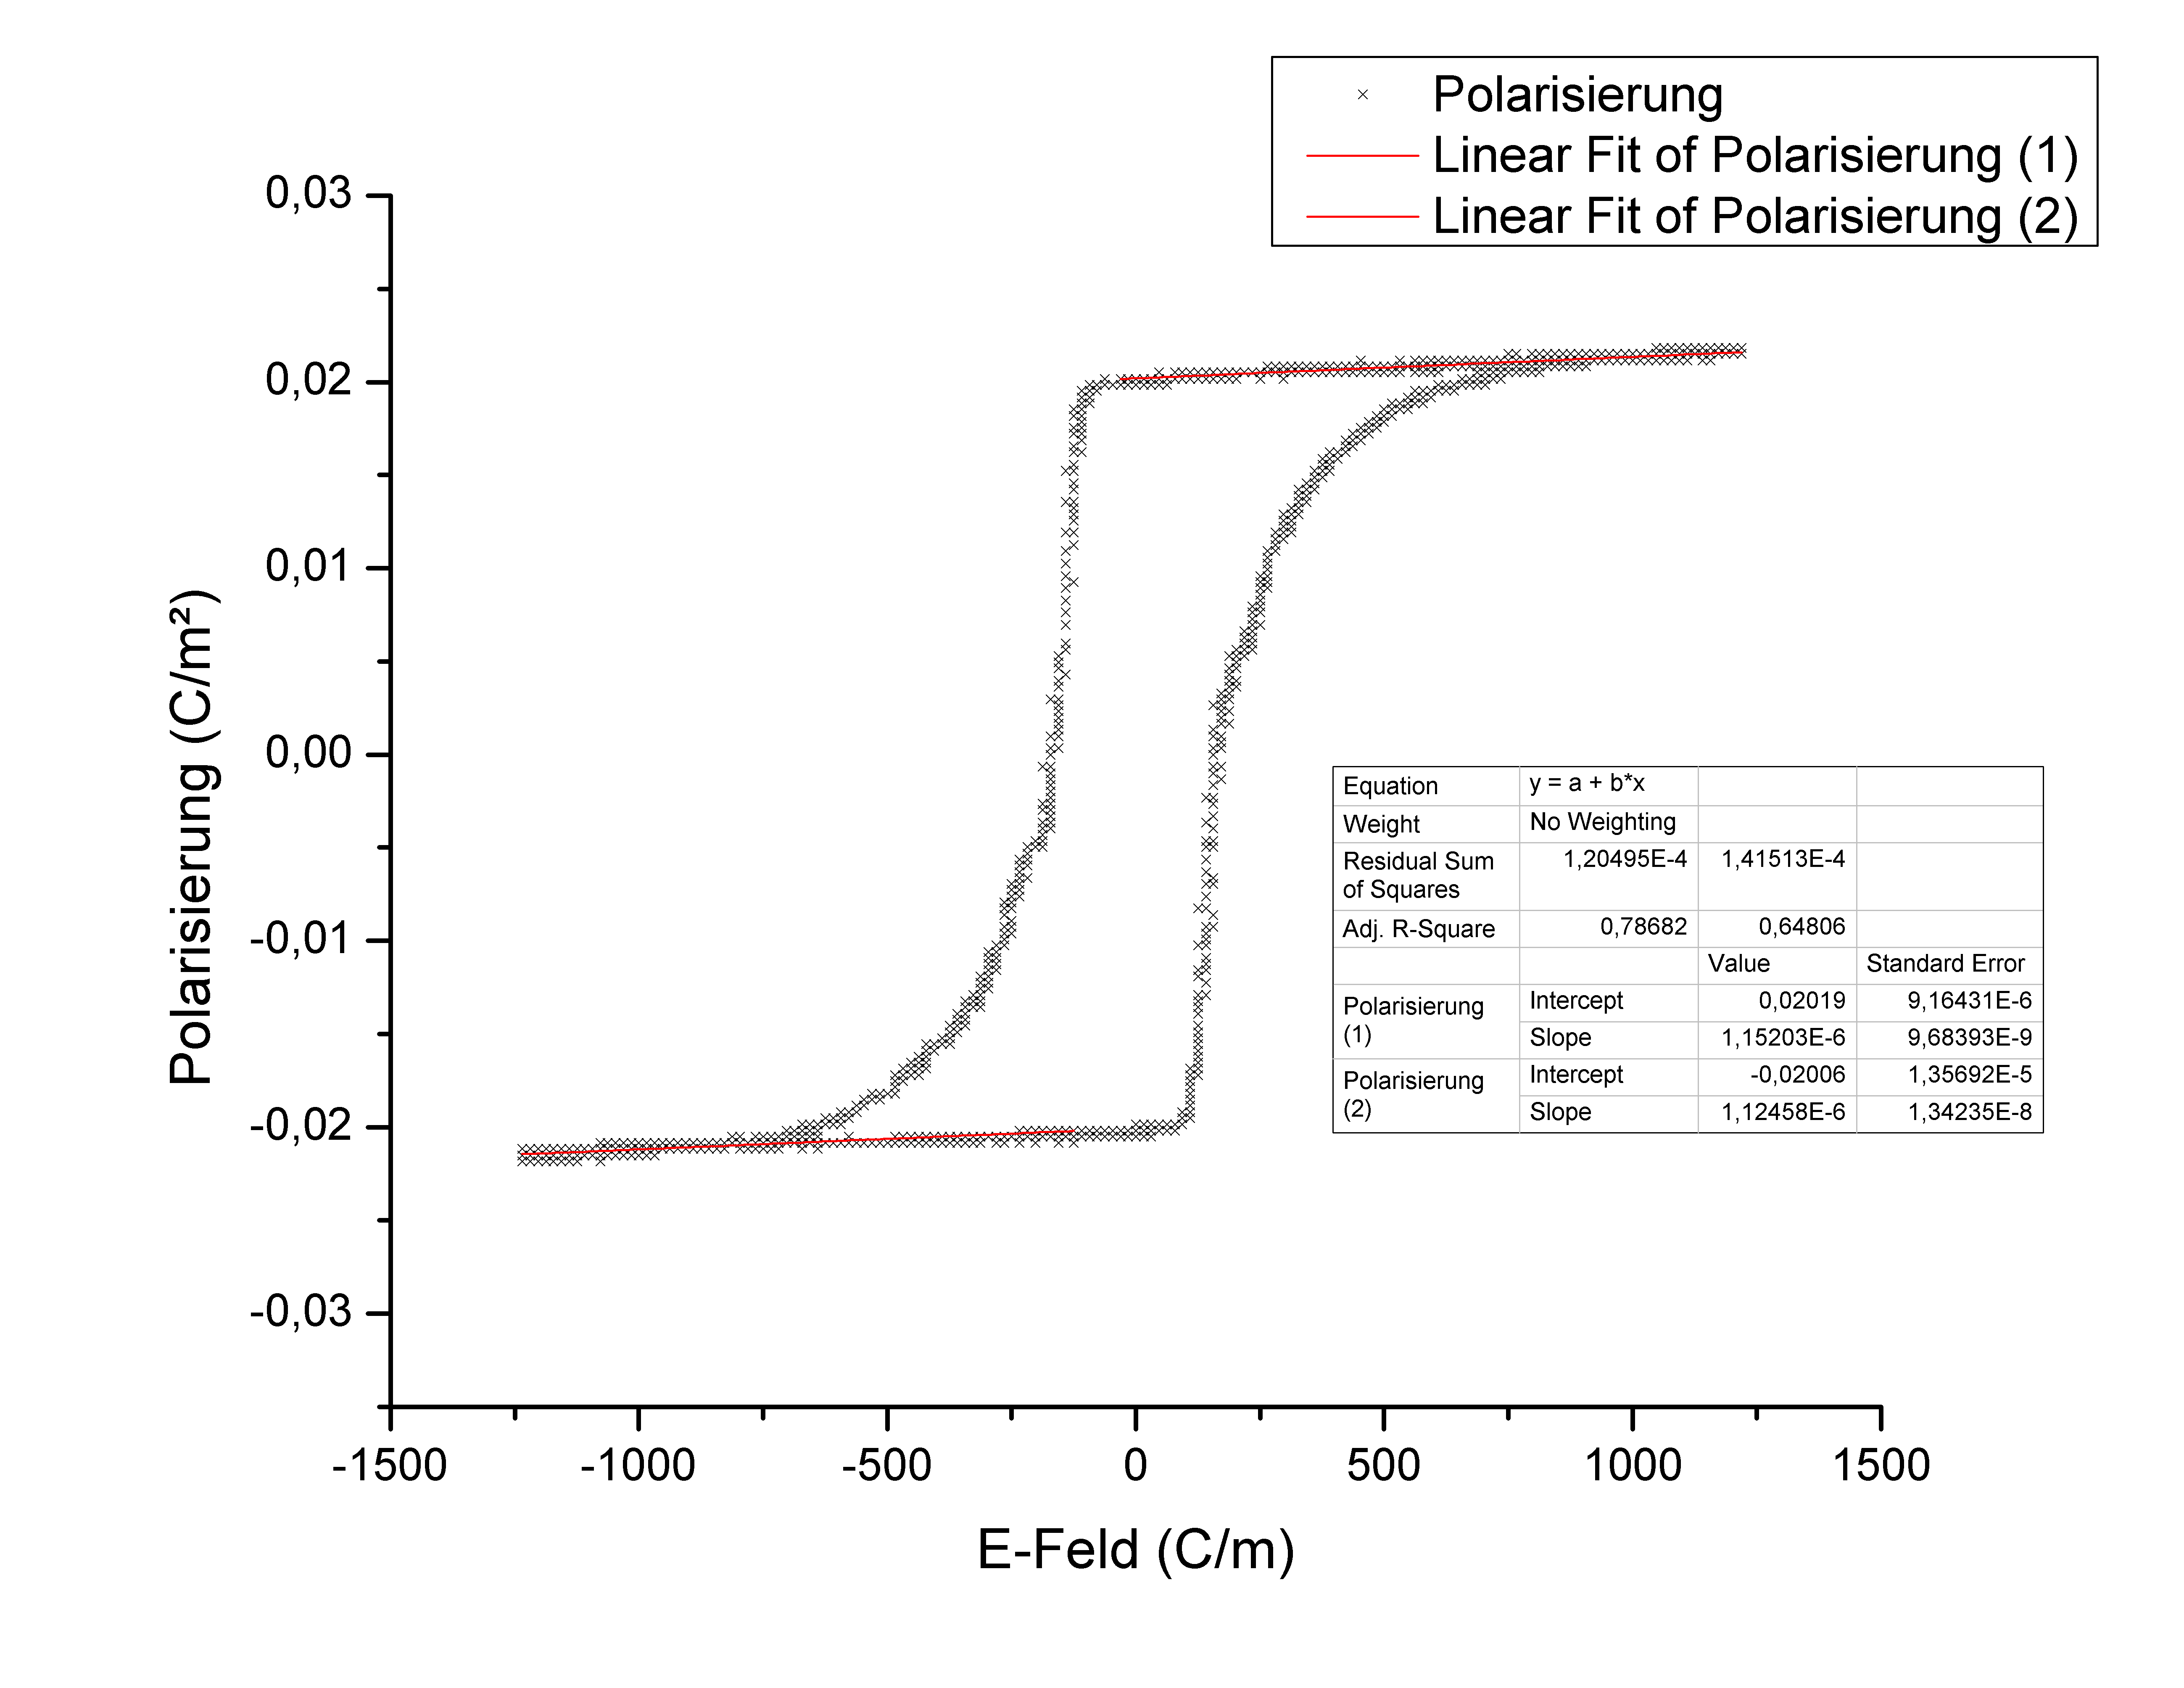 Polarisierung
Linear Fit of Polarisierung (1)
Linear Fit of Polarisierung (2)
0,03
0,02
0,01
0,00
-0,01
-0,02
-0,03
Polarisierung (C/m²)
Equation y = a + b*x
Weight No Weighting
Residual Sum of Squares 1,20495E-4 1,41513E-4
Adj. R-Square 0,78682 0,64806
Value Standard Error
Polarisierung (1) Intercept 0,02019 9,16431E-6
Slope 1,15203E-6 9,68393E-9
Polarisierung (2) Intercept -0,02006 1,35692E-5
Slope 1,12458E-6 1,34235E-8
-1500 -1000 -500 0 500 1000 1500
E-Feld (C/m)